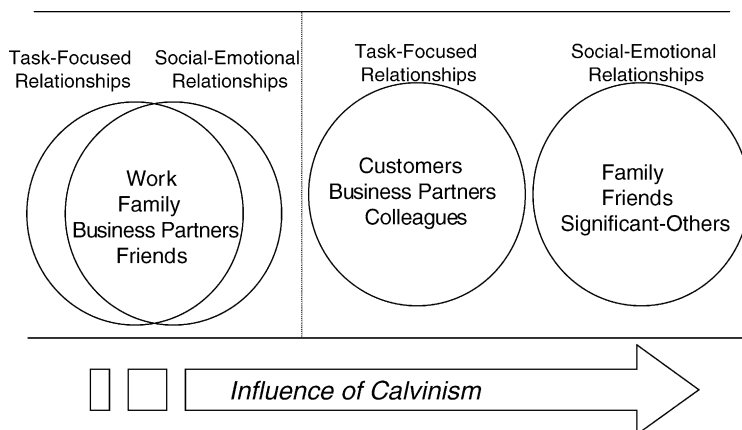 Task-Focused
Relationships
Social-Emotional
Relationships
Work
Family
Business Partners
Friends
Task-Focused
Relationships
Customers
Business Partners
Colleagues
Social-Emotional
Relationships
Family
Friends
Significant-Others
Influence of Calvinism